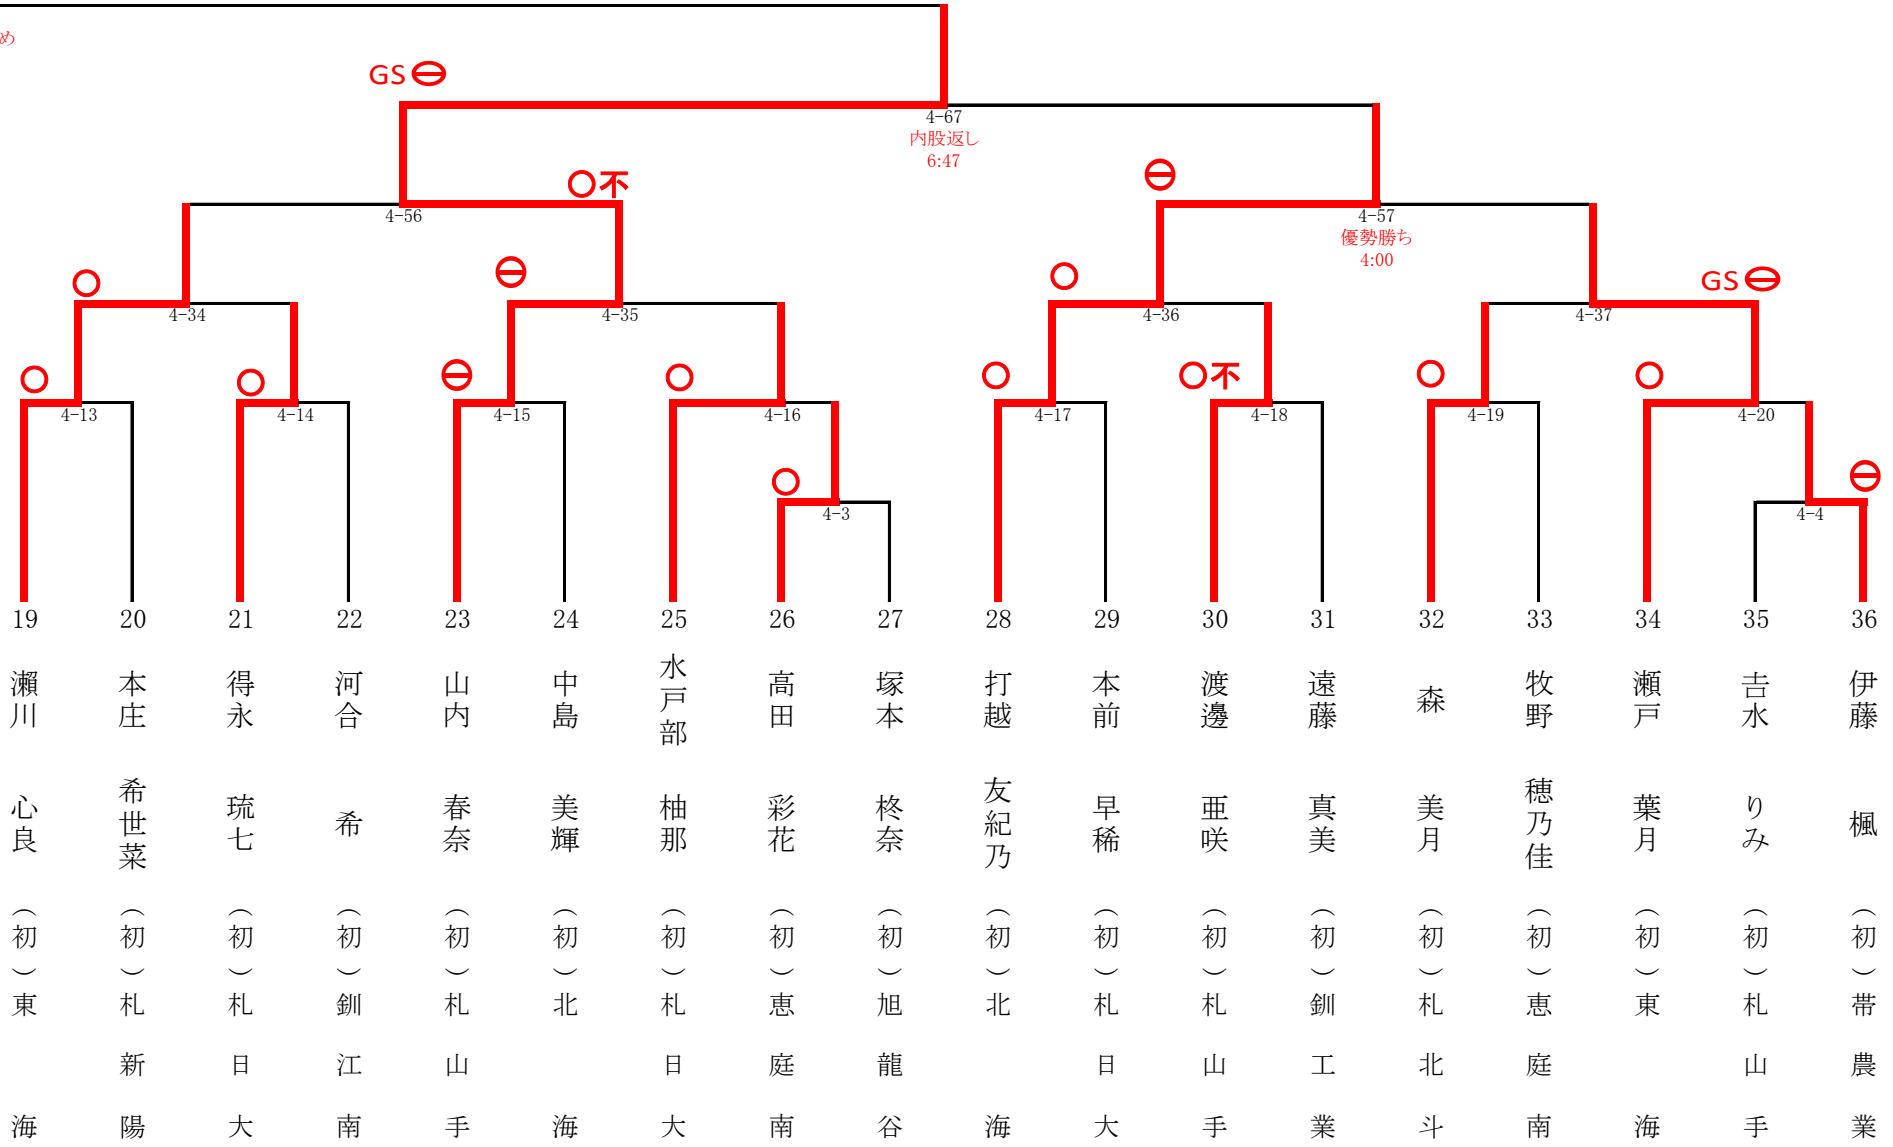 め
GS
4-67
内股返し
6:47
○不
4-56
4-57
優勢勝ち
4:00
GS
4-34
4-35
4-36
4-37
○不
4-13
4-14
4-15
4-16
4-17
4-18
4-19
4-20
4-3
4-4
19 20 21 22 23 24 25 26 27 28 29 30 31 32 33 34 35 36
瀬川 心良 (初) 東海
本庄 希世菜 (初) 札新陽
得永 琉七 (初) 札日大
河合 希 (初) 釧江南
山内 春奈 (初) 札山手
中島 美輝 (初) 北海
水戸部 柚那 (初) 札日大
高田 彩花 (初) 恵庭南
塚本 柊奈 (初) 旭龍谷
打越 友紀乃 (初) 北海
本前 早稀 (初) 札日大
渡邊 亜咲 (初) 札山手
遠藤 真美 (初) 釧工業
森 美月 (初) 札北斗
牧野 穂乃佳 (初) 恵庭南
瀬戸 葉月 (初) 東海
𠮷水 りみ (初) 札山手
伊藤 楓 (初) 帯農業